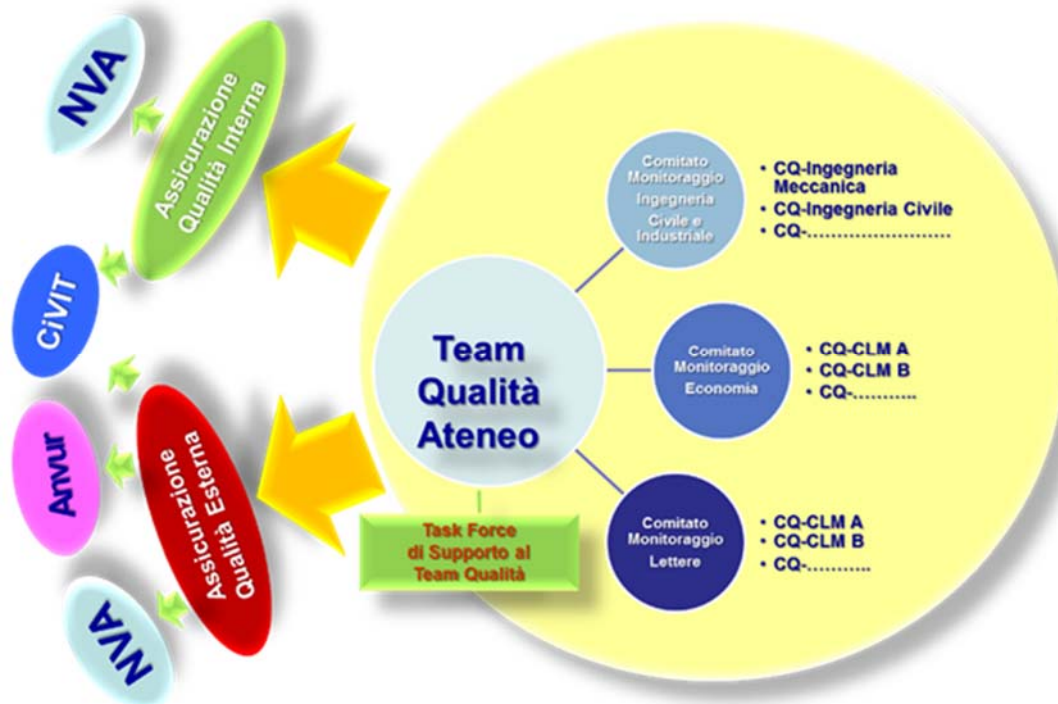 NVA
Assicurazione
Qualità Interna
CiVIT
Anvur
Assicurazione
Qualità Esterna
NVA
Team
Qualità
Ateneo
Task Force
di Supporto al
Team Qualità
Comitato
Monitoraggio
Ingegneria
Civile e
Industriale
• CQ-Ingegneria
Meccanica
• CQ-Ingegneria Civile
• CQ-……………………
Comitato
Monitoraggio
Economia
• CQ-CLM A
• CQ-CLM B
• CQ-………..
Comitato
Monitoraggio
Lettere
• CQ-CLM A
• CQ-CLM B
• CQ-………..